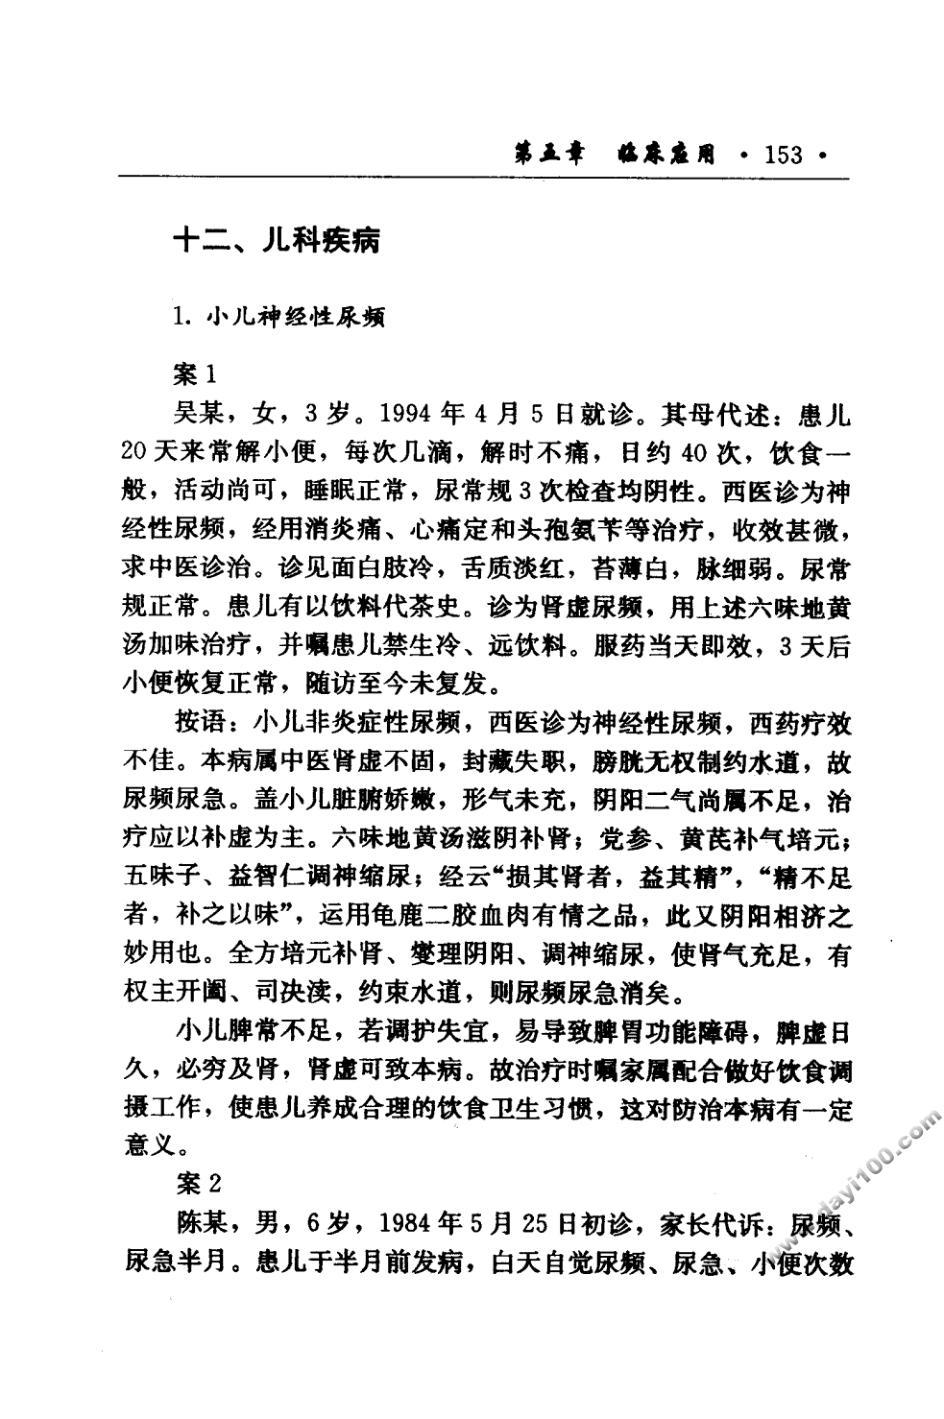 第五章 临床应用 · 153 ·
十二、儿科疾病
1. 小儿神经性尿频
案 1
吴某，女，3 岁。1994 年 4 月 5 日就诊。其母代述：患儿
20 天来常解小便，每次几滴，解时不痛，日约 40 次，饮食一
般，活动尚可，睡眠正常，尿常规 3 次检查均阴性。西医诊为神
经性尿频，经用消炎痛、心痛定和头孢氨苄等治疗，收效甚微，
求中医诊治。诊见面白肢冷，舌质淡红，苔薄白，脉细弱。尿常
规正常。患儿有以饮料代茶史。诊为肾虚尿频，用上述六味地黄
汤加味治疗，并嘱患儿禁生冷、远饮料。服药当天即效，3 天后
小便恢复正常，随访至今未复发。
按语：小儿非炎症性尿频，西医诊为神经性尿频，西药疗效
不佳。本病属中医肾虚不固，封藏失职，膀胱无权制约水道，故
尿频尿急。盖小儿脏腑娇嫩，形气未充，阴阳二气尚属不足，治
疗应以补虚为主。六味地黄汤滋阴补肾；党参、黄芪补气培元；
五味子、益智仁调神缩尿；经云“损其肾者，益其精”，“精不足
者，补之以味”，运用龟鹿二胶血肉有情之品，此又阴阳相济之
妙用也。全方培元补肾、燮理阴阳、调神缩尿，使肾气充足，有
权主开阖、司决渎，约束水道，则尿频尿急消矣。
小儿脾常不足，若调护失宜，易导致脾胃功能障碍，脾虚日
久，必穷及肾，肾虚可致本病。故治疗时嘱家属配合做好饮食调
摄工作，使患儿养成合理的饮食卫生习惯，这对防治本病有一定
意义。
案 2
陈某，男，6 岁，1984 年 5 月 25 日初诊，家长代诉：尿频、
尿急半月。患儿于半月前发病，白天自觉尿频、尿急、小便次数
www.dayi100.com